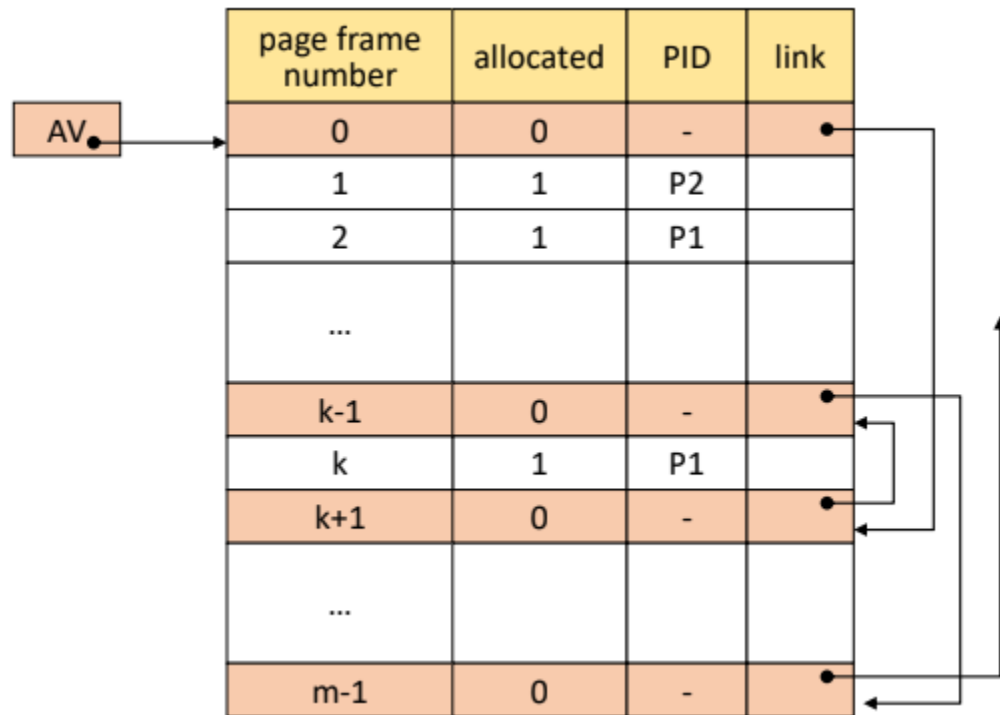 page frame
number
allocated
PID
link
AV
0
0
-
1
1
P2
2
1
P1
...
k-1
0
-
k
1
P1
k+1
0
-
...
m-1
0
-